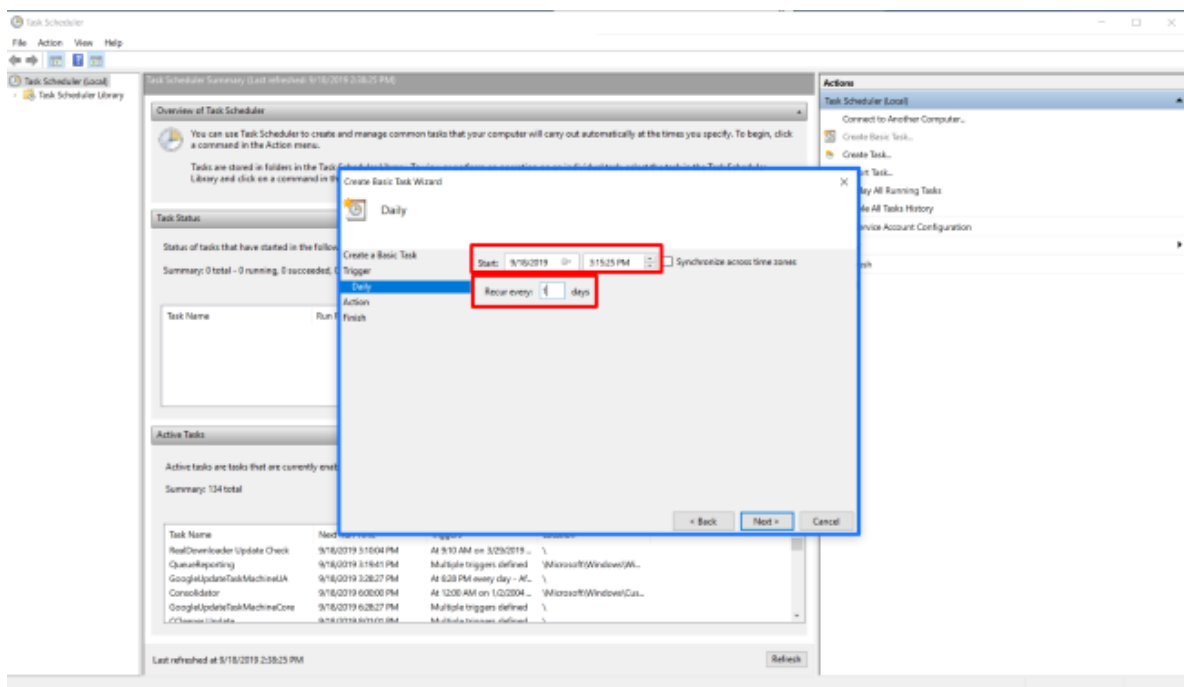 Task Scheduler
File Action View Help
Task Scheduler (Local)
Task Scheduler Library
Task Scheduler Summary (Last refreshed: 9/18/2019 2:38:25 PM)
Overview of Task Scheduler
You can use Task Scheduler to create and manage common tasks that your computer will carry out automatically at the times you specify. To begin, click
a command in the Action menu.
Tasks are stored in folders in the Task
Library and click on a command in th
Task Status
Status of tasks that have started in the follow
Summary: 0 total - 0 running, 0 succeeded,
Task Name Run
Active Tasks
Active tasks are tasks that are currently enab
Summary: 134 total
Task Name
RealDownloader Update Check 9/18/2019 3:10:04 PM At 9:10 AM on 3/29/2019 ... \
QueueReporting 9/18/2019 3:19:41 PM Multiple triggers defined \Microsoft\Windows\Wi...
GoogleUpdateTaskMachineUA 9/18/2019 3:28:27 PM At 6:28 PM every day - Af... \
Consolidator 9/18/2019 6:00:00 PM At 12:00 AM on 1/2/2004 ... \Microsoft\Windows\Cus...
GoogleUpdateTaskMachineCore 9/18/2019 6:28:27 PM Multiple triggers defined \
Last refreshed at 9/18/2019 2:38:25 PM
Refresh
Create Basic Task Wizard
Daily
Create a Basic Task
Trigger
Daily
Action
Finish
Start: 9/18/2019 3:15:25 PM Synchronize across time zones
Recur every: 1 days
< Back Next > Cancel
Actions
Task Scheduler (Local)
Connect to Another Computer...
Create Basic Task...
Create Task...
rt Task...
lay All Running Tasks
le All Tasks History
ervice Account Configuration
esh